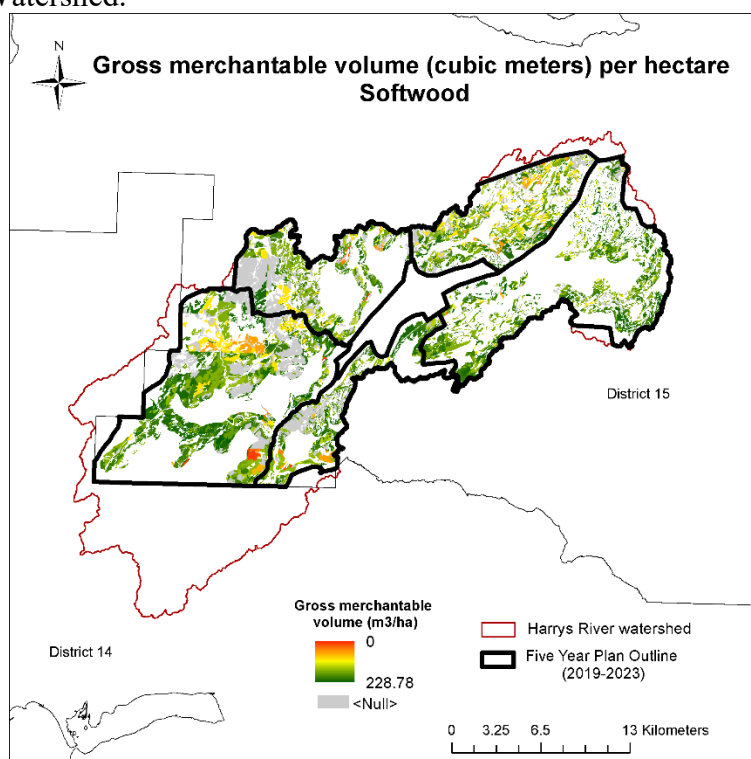 watershed.
N
Gross merchantable volume (cubic meters) per hectare
Softwood
District 15
District 14
Gross merchantable
volume (m3/ha)
0
228.78
<Null>
Harrys River watershed
Five Year Plan Outline
(2019-2023)
0 3.25 6.5 13 Kilometers